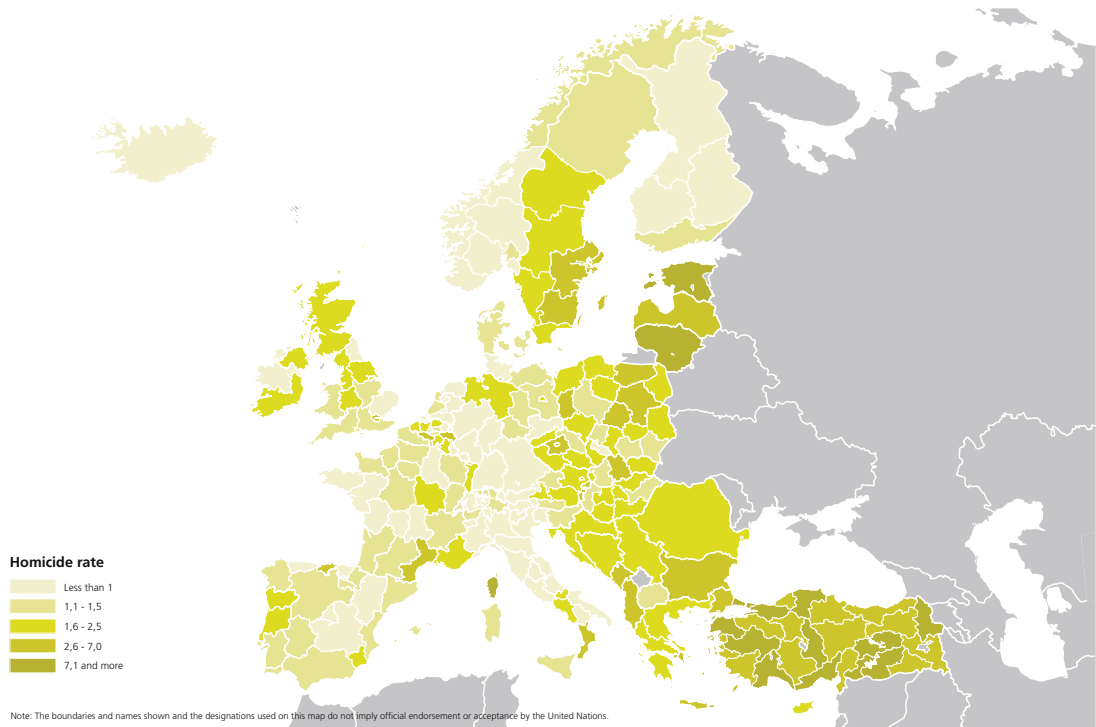 Homicide rate
Less than 1
1,1 - 1,5
1,6 - 2,5
2,6 - 7,0
7,1 and more
Note: The boundaries and names shown and the designations used on this map do not imply official endorsement or acceptance by the United Nations.